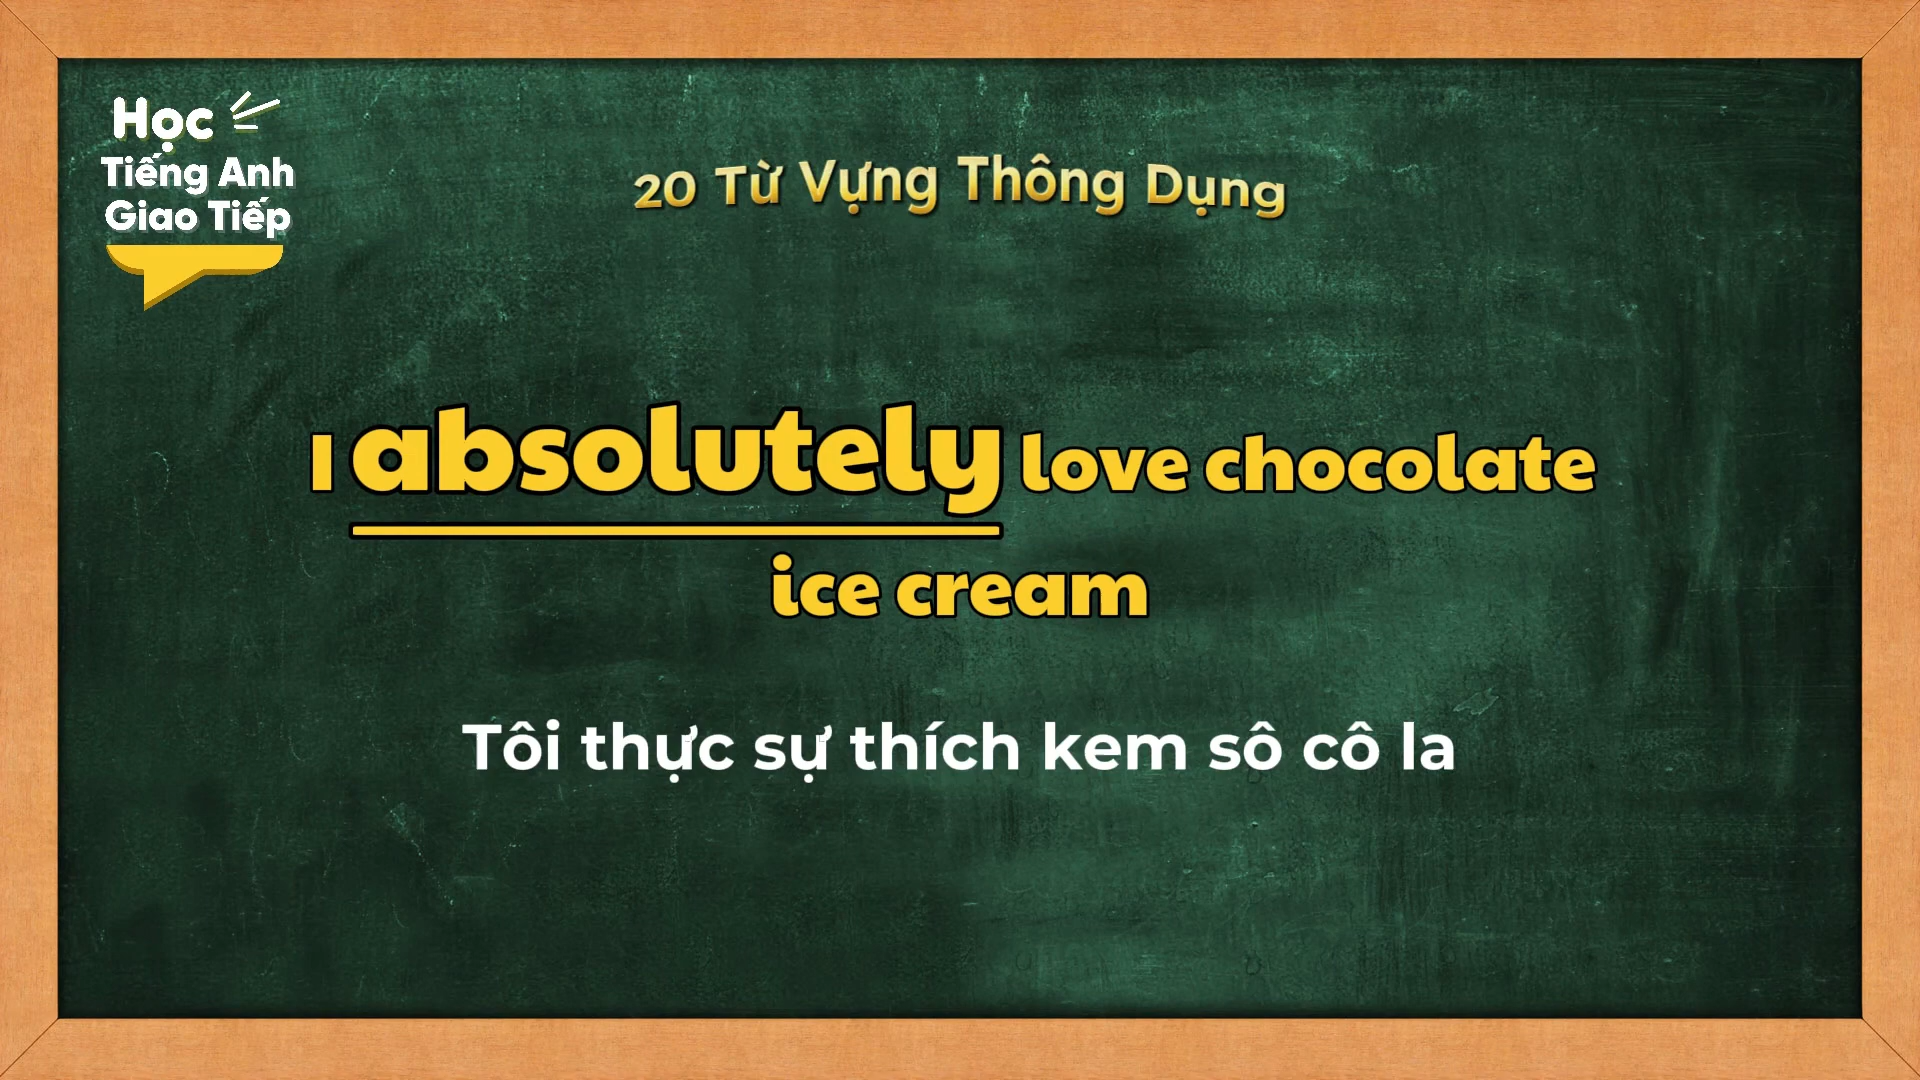 Học
Tiếng Anh
Giao Tiếp
20 Từ Vựng Thông Dụng
I absolutely love chocolate
ice cream
Tôi thực sự thích kem sô cô la